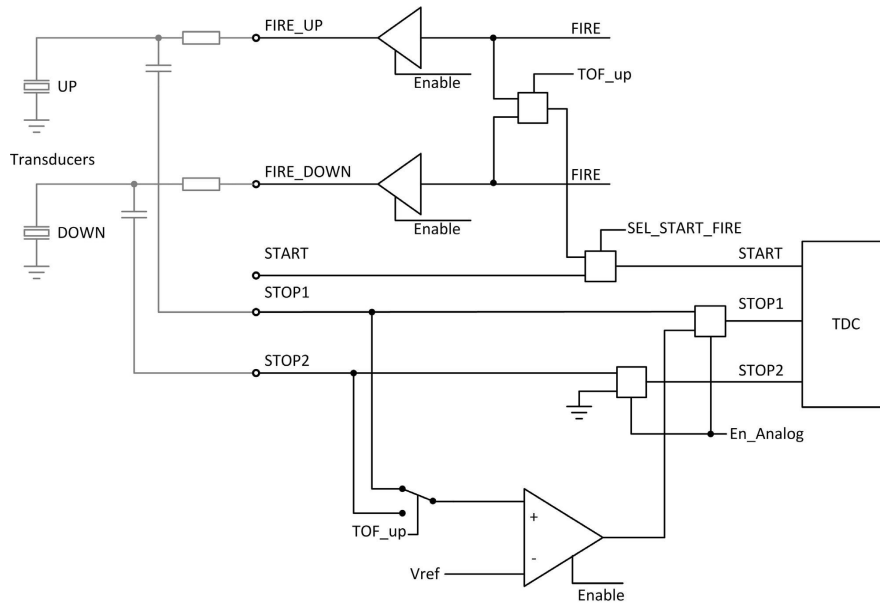 FIRE_UP
FIRE
Enable
TOF_up
UP
Transducers
FIRE_DOWN
FIRE
Enable
DOWN
SEL_START_FIRE
START
START
STOP1
STOP1
TDC
STOP2
STOP2
En_Analog
TOF_up
+
-
Vref
Enable